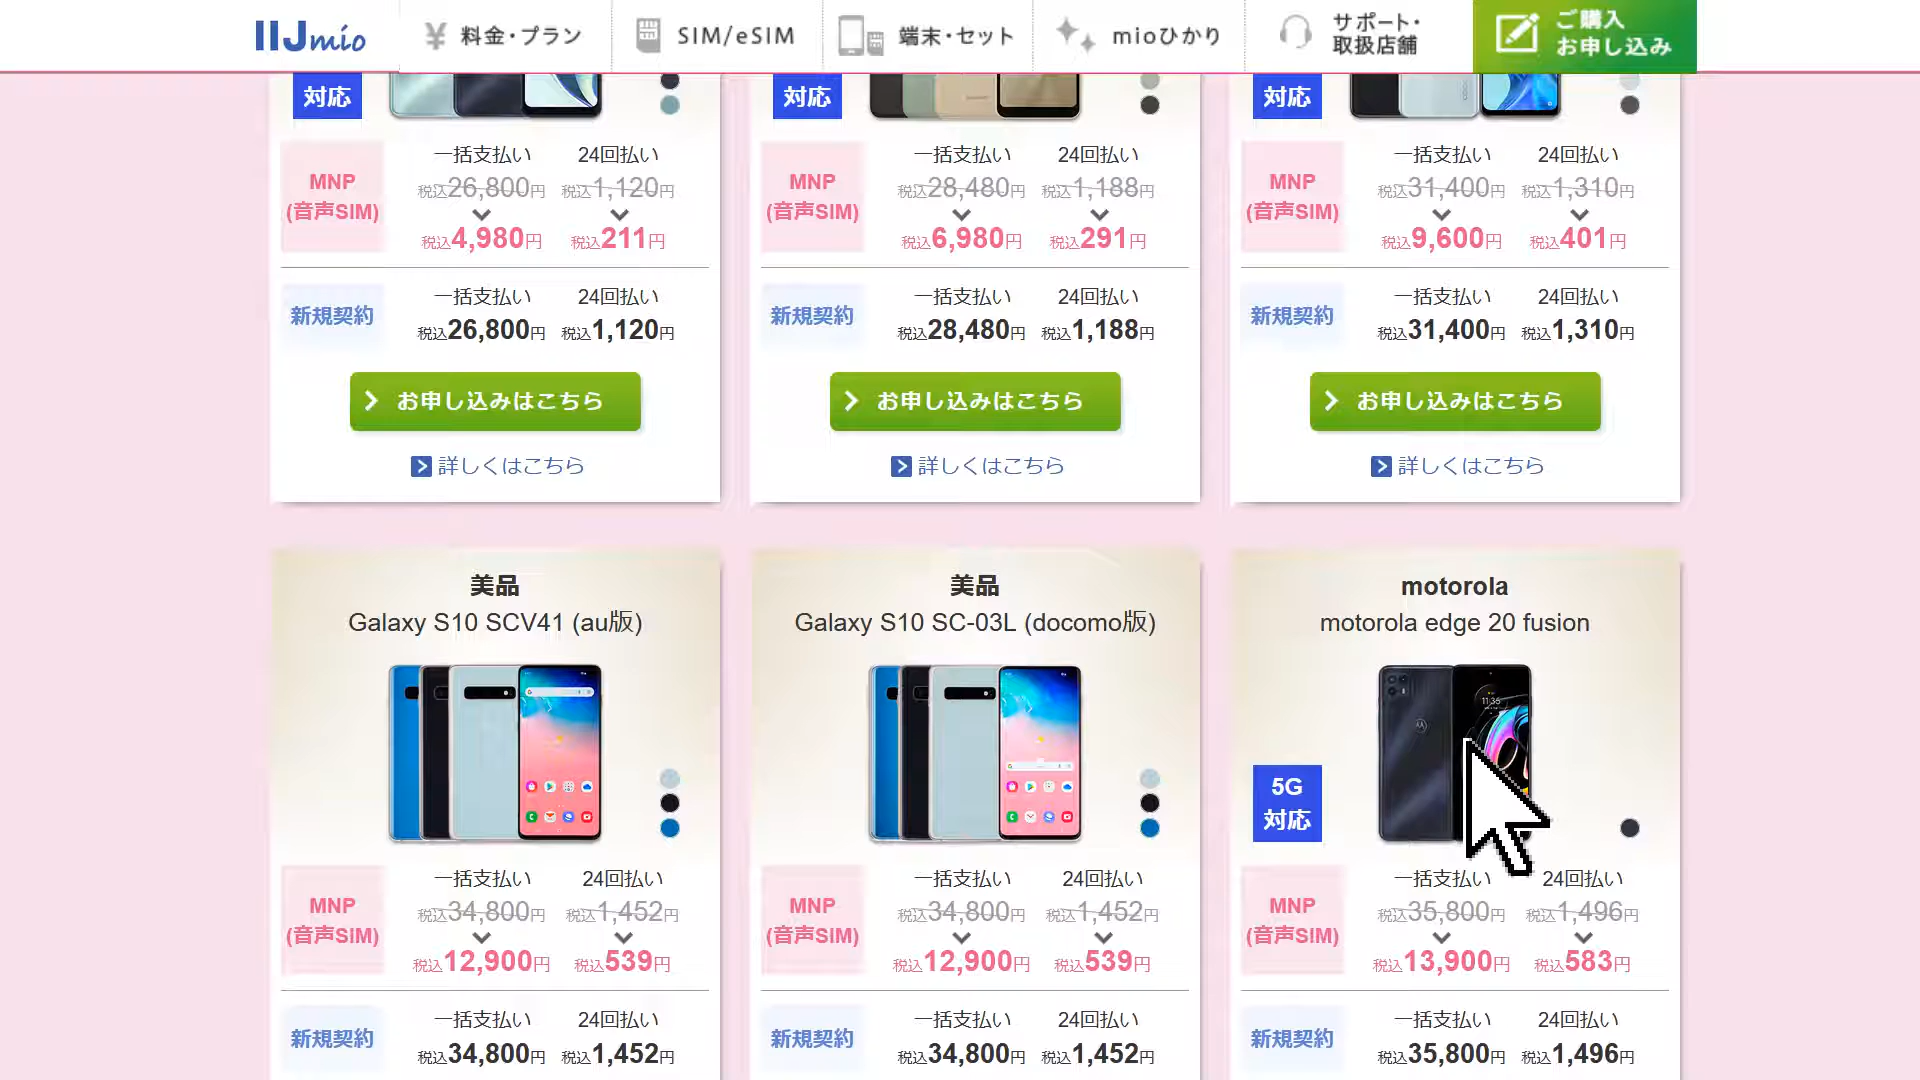 IIJmio
¥ 料金・プラン
SIM/eSIM
端末・セット
mioひかり
サポート・
取扱店舗
ご購入
お申し込み
対応
MNP
(音声SIM)
一括支払い 24回払い
税込26,800円 税込1,120円
税込4,980円 税込211円
新規契約
一括支払い 24回払い
税込26,800円 税込1,120円
お申し込みはこちら
詳しくはこちら
対応
MNP
(音声SIM)
一括支払い 24回払い
税込28,480円 税込1,188円
税込6,980円 税込291円
新規契約
一括支払い 24回払い
税込28,480円 税込1,188円
お申し込みはこちら
詳しくはこちら
対応
MNP
(音声SIM)
一括支払い 24回払い
税込31,400円 税込1,310円
税込9,600円 税込401円
新規契約
一括支払い 24回払い
税込31,400円 税込1,310円
お申し込みはこちら
詳しくはこちら
美品
Galaxy S10 SCV41 (au版)
MNP
(音声SIM)
一括支払い 24回払い
税込34,800円 税込1,452円
税込12,900円 税込539円
新規契約
一括支払い 24回払い
税込34,800円 税込1,452円
美品
Galaxy S10 SC-03L (docomo版)
MNP
(音声SIM)
一括支払い 24回払い
税込34,800円 税込1,452円
税込12,900円 税込539円
新規契約
一括支払い 24回払い
税込34,800円 税込1,452円
motorola
motorola edge 20 fusion
11:35
5G
対応
MNP
(音声SIM)
一括支払い 24回払い
税込35,800円 税込1,496円
税込13,900円 税込583円
新規契約
一括支払い 24回払い
税込35,800円 税込1,496円